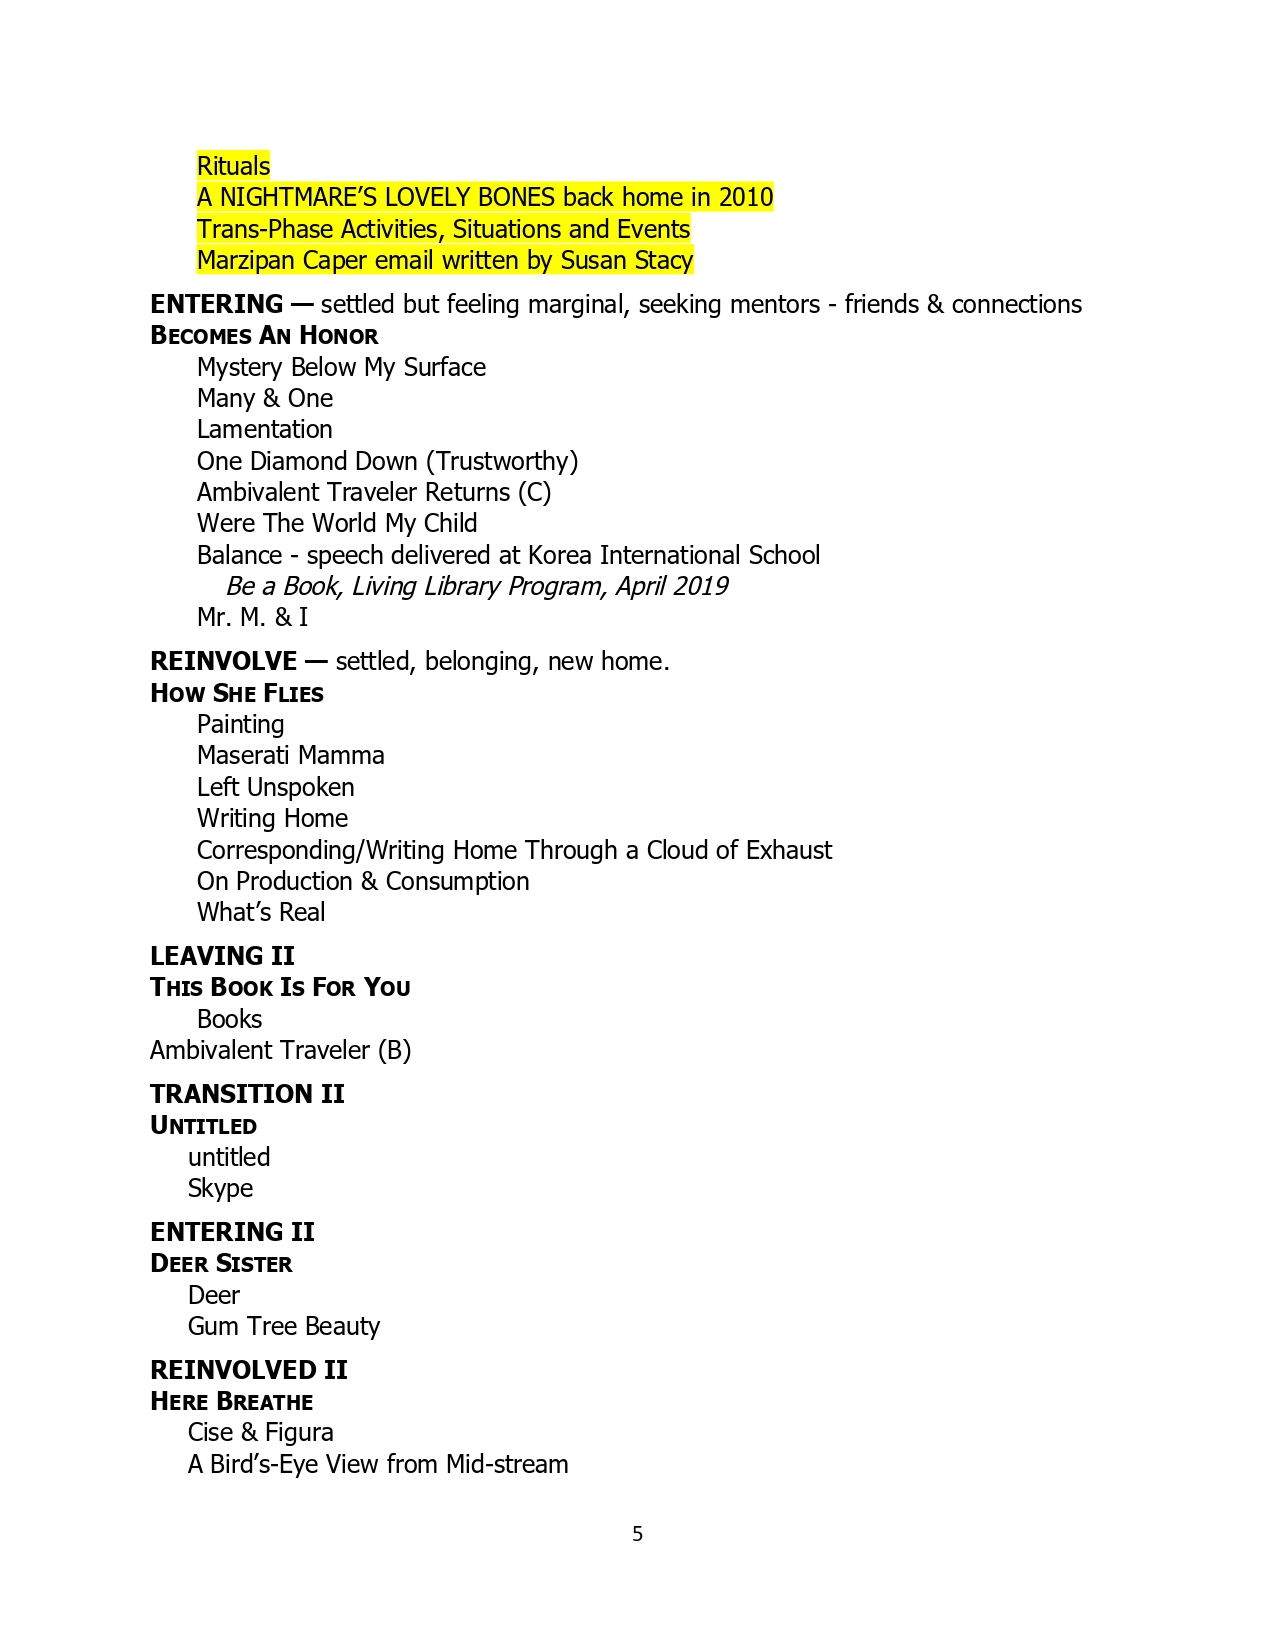 Rituals
A NIGHTMARE’S LOVELY BONES back home in 2010
Trans-Phase Activities, Situations and Events
Marzipan Caper email written by Susan Stacy
ENTERING — settled but feeling marginal, seeking mentors - friends & connections
BECOMES AN HONOR
Mystery Below My Surface
Many & One
Lamentation
One Diamond Down (Trustworthy)
Ambivalent Traveler Returns (C)
Were The World My Child
Balance - speech delivered at Korea International School
Be a Book, Living Library Program, April 2019
Mr. M. & I
REINVOLVE — settled, belonging, new home.
HOW SHE FLIES
Painting
Maserati Mamma
Left Unspoken
Writing Home
Corresponding/Writing Home Through a Cloud of Exhaust
On Production & Consumption
What’s Real
LEAVING II
THIS BOOK IS FOR YOU
Books
Ambivalent Traveler (B)
TRANSITION II
UNTITLED
untitled
Skype
ENTERING II
DEER SISTER
Deer
Gum Tree Beauty
REINVOLVED II
HERE BREATHE
Cise & Figura
A Bird’s-Eye View from Mid-stream
5